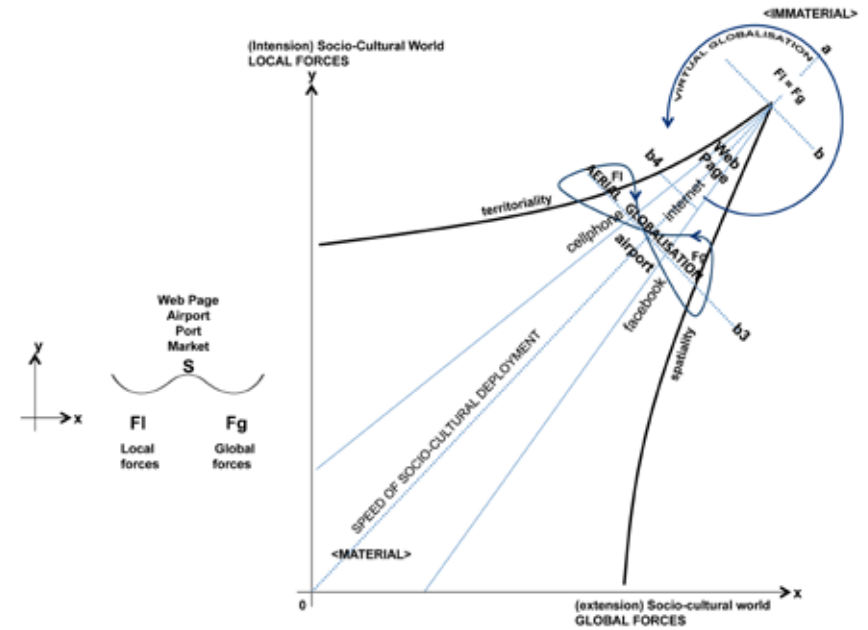 <IMMATERIAL>
(Intension) Socio-Cultural World
LOCAL FORCES
y
VIRTUAL GLOBALISATION
a
Fl = Fg
b
Web
Page
b4
Fl
AERIAL GLOBALISATION
internet
territoriality
cellphone
airport
Fg
facebook
b3
spatiality
Web Page
Airport
Port
Market
S
y
x
Fl
Fg
Local
forces
Global
forces
SPEED OF SOCIO-CULTURAL DEPLOYMENT
<MATERIAL>
0
x
(extension) Socio-cultural world
GLOBAL FORCES